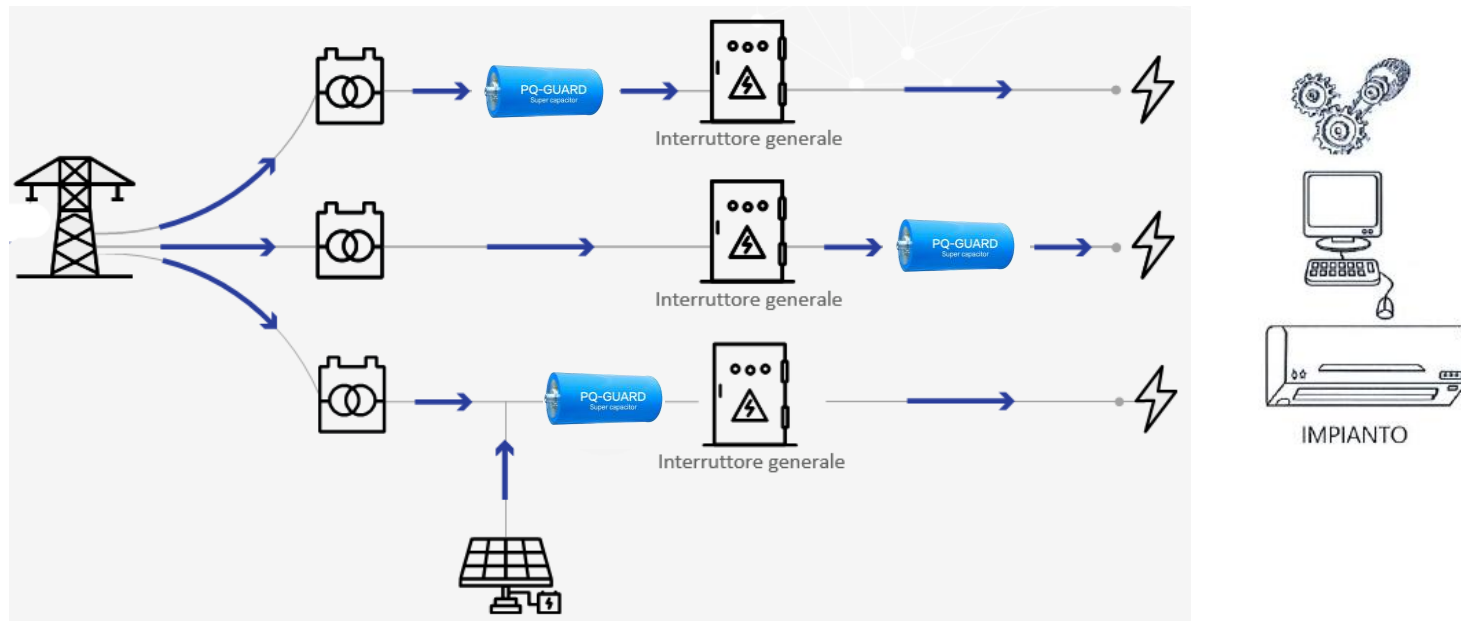 PQ-GUARD
Super capacitor
Interruttore generale
PQ-GUARD
Super capacitor
Interruttore generale
PQ-GUARD
Super capacitor
Interruttore generale
IMPIANTO